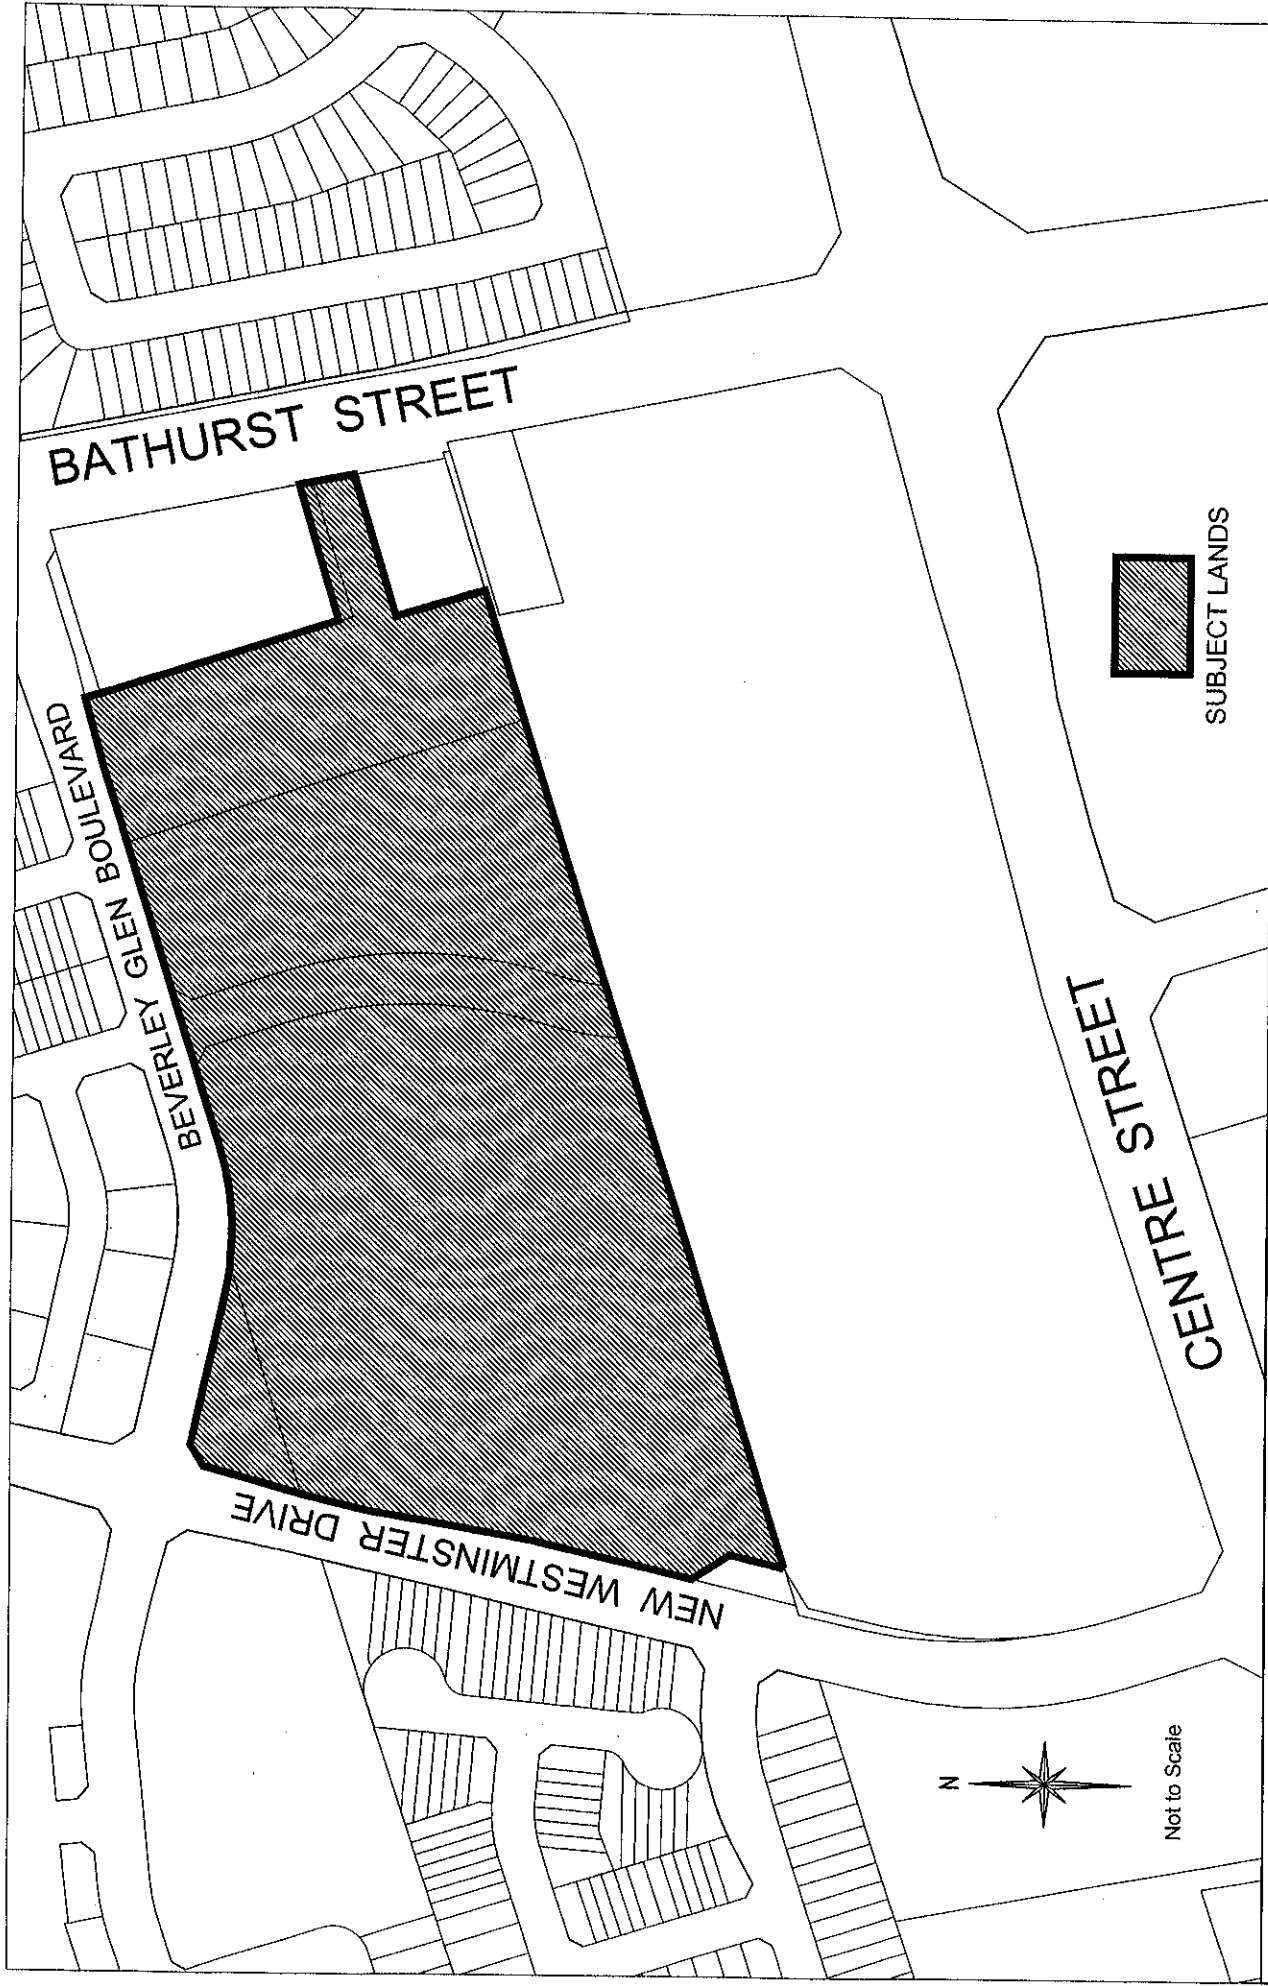 BATHURST STREET
BEVERLEY GLEN BOULEVARD
NEW WESTMINSTER DRIVE
CENTRE STREET
SUBJECT LANDS
N
Not to Scale